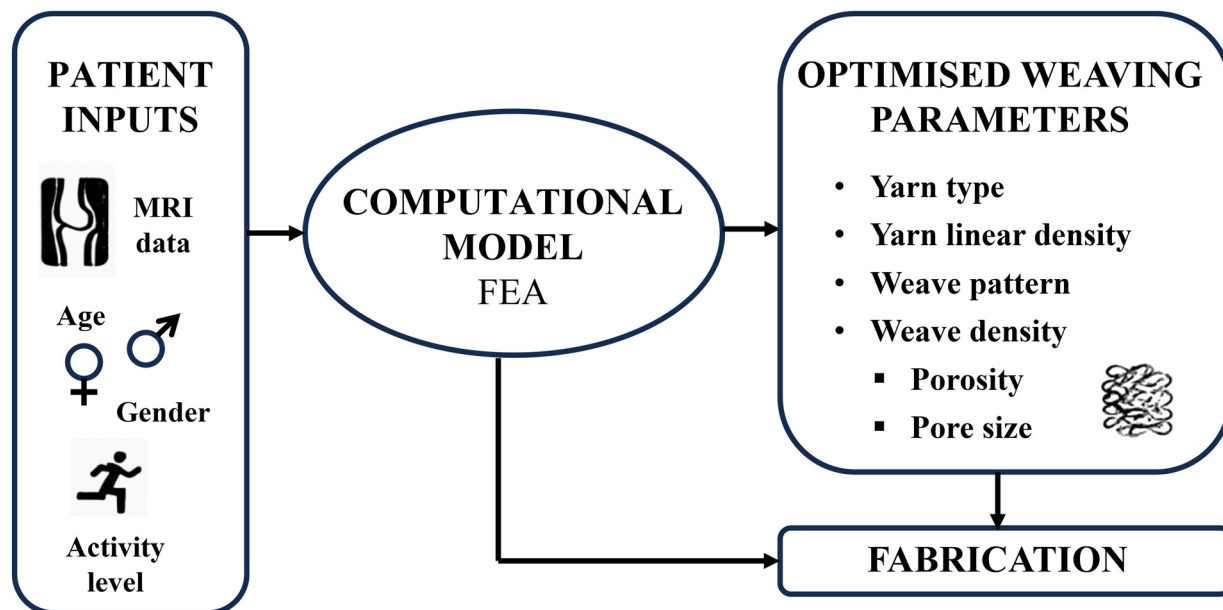 PATIENT
INPUTS
MRI
data
Age
Gender
Activity
level
COMPUTATIONAL
MODEL
FEA
OPTIMISED WEAVING
PARAMETERS
• Yarn type
• Yarn linear density
• Weave pattern
• Weave density
▪ Porosity
▪ Pore size
FABRICATION